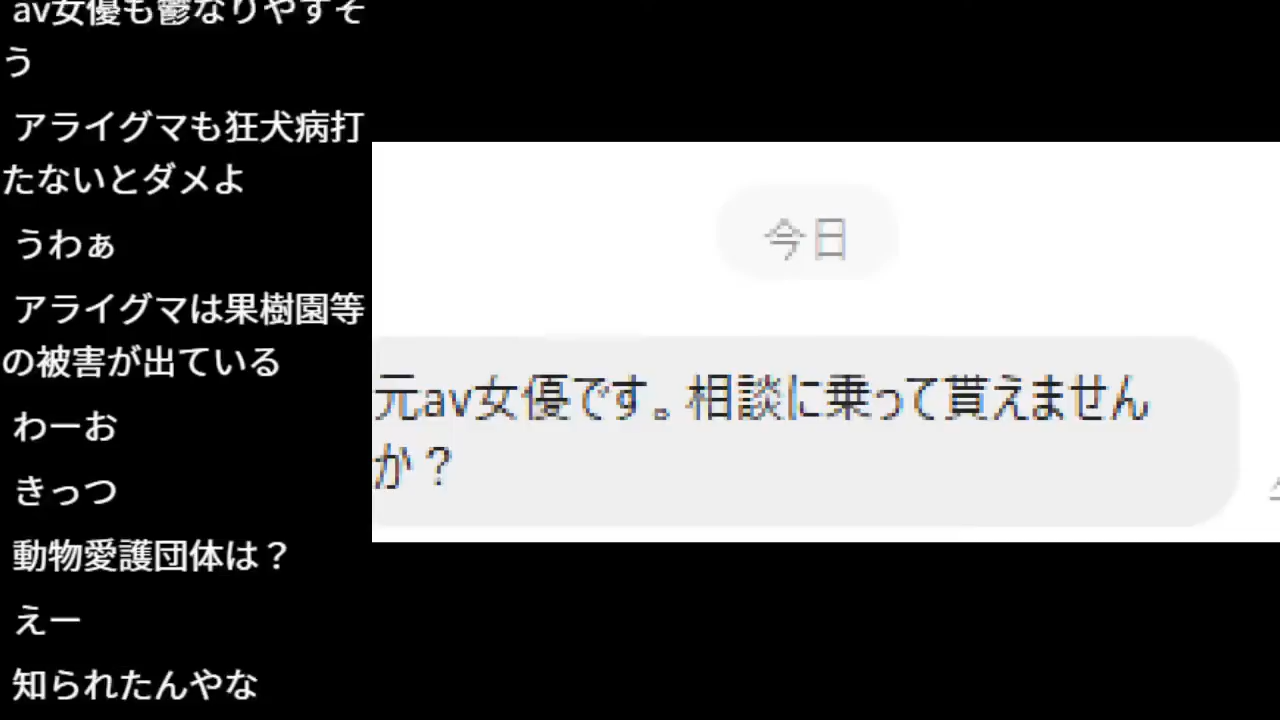 av女優も鬱なりやすそ
う
アライグマも狂犬病打
たないとダメよ
うわぁ
アライグマは果樹園等
の被害が出ている
わーお
きっつ
動物愛護団体は？
えー
知られたんやな
今日
元av女優です。相談に乗って貰えません
か？